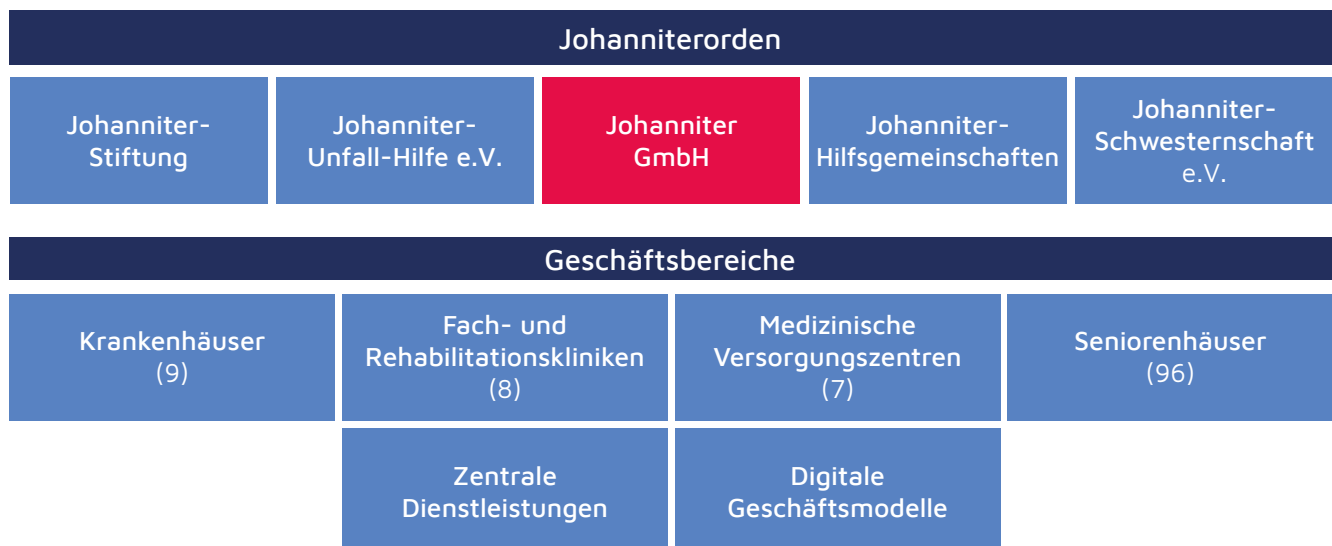 Johanniterorden
Johanniter-
Stiftung
Johanniter-
Unfall-Hilfe e.V.
Johanniter
GmbH
Johanniter-
Hilfsgemeinschaften
Johanniter-
Schwesternschaft
e.V.
Geschäftsbereiche
Krankenhäuser
(9)
Fach- und
Rehabilitationskliniken
(8)
Medizinische
Versorgungszentren
(7)
Seniorenhäuser
(96)
Zentrale
Dienstleistungen
Digitale
Geschäftsmodelle